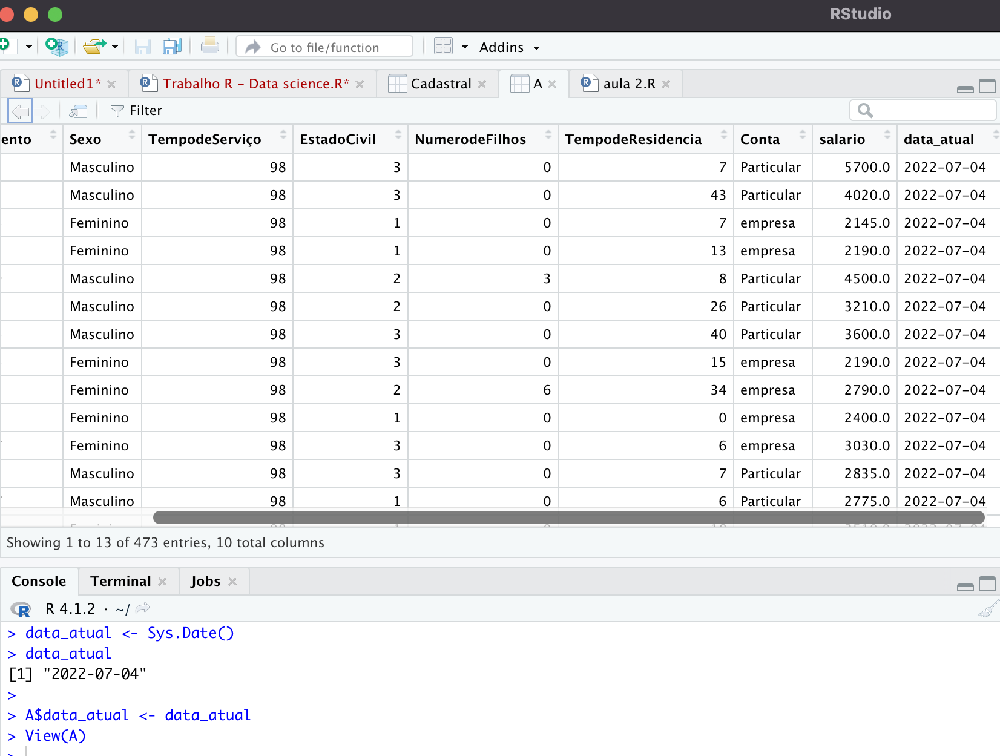 RStudio
Go to file/function Addins
Untitled1* Trabalho R – Data science.R* Cadastral A aula 2.R
Filter
ento Sexo TempodeServiço EstadoCivil NumerodeFilhos TempodeResidencia Conta salario data_atual
Masculino 98 3 0 7 Particular 5700.0 2022-07-04
Masculino 98 3 0 43 Particular 4020.0 2022-07-04
Feminino 98 1 0 7 empresa 2145.0 2022-07-04
Feminino 98 1 0 13 empresa 2190.0 2022-07-04
Masculino 98 2 3 8 Particular 4500.0 2022-07-04
Masculino 98 2 0 26 Particular 3210.0 2022-07-04
Masculino 98 3 0 40 Particular 3600.0 2022-07-04
Feminino 98 3 0 15 empresa 2190.0 2022-07-04
Feminino 98 2 6 34 empresa 2790.0 2022-07-04
Feminino 98 1 0 0 empresa 2400.0 2022-07-04
Feminino 98 3 0 6 empresa 3030.0 2022-07-04
Masculino 98 3 0 7 Particular 2835.0 2022-07-04
Masculino 98 1 0 6 Particular 2775.0 2022-07-04
Showing 1 to 13 of 473 entries, 10 total columns
Console Terminal Jobs
R 4.1.2 · ~/
> data_atual <- Sys.Date()
> data_atual
[1] "2022-07-04"
>
> A$data_atual <- data_atual
> View(A)
>